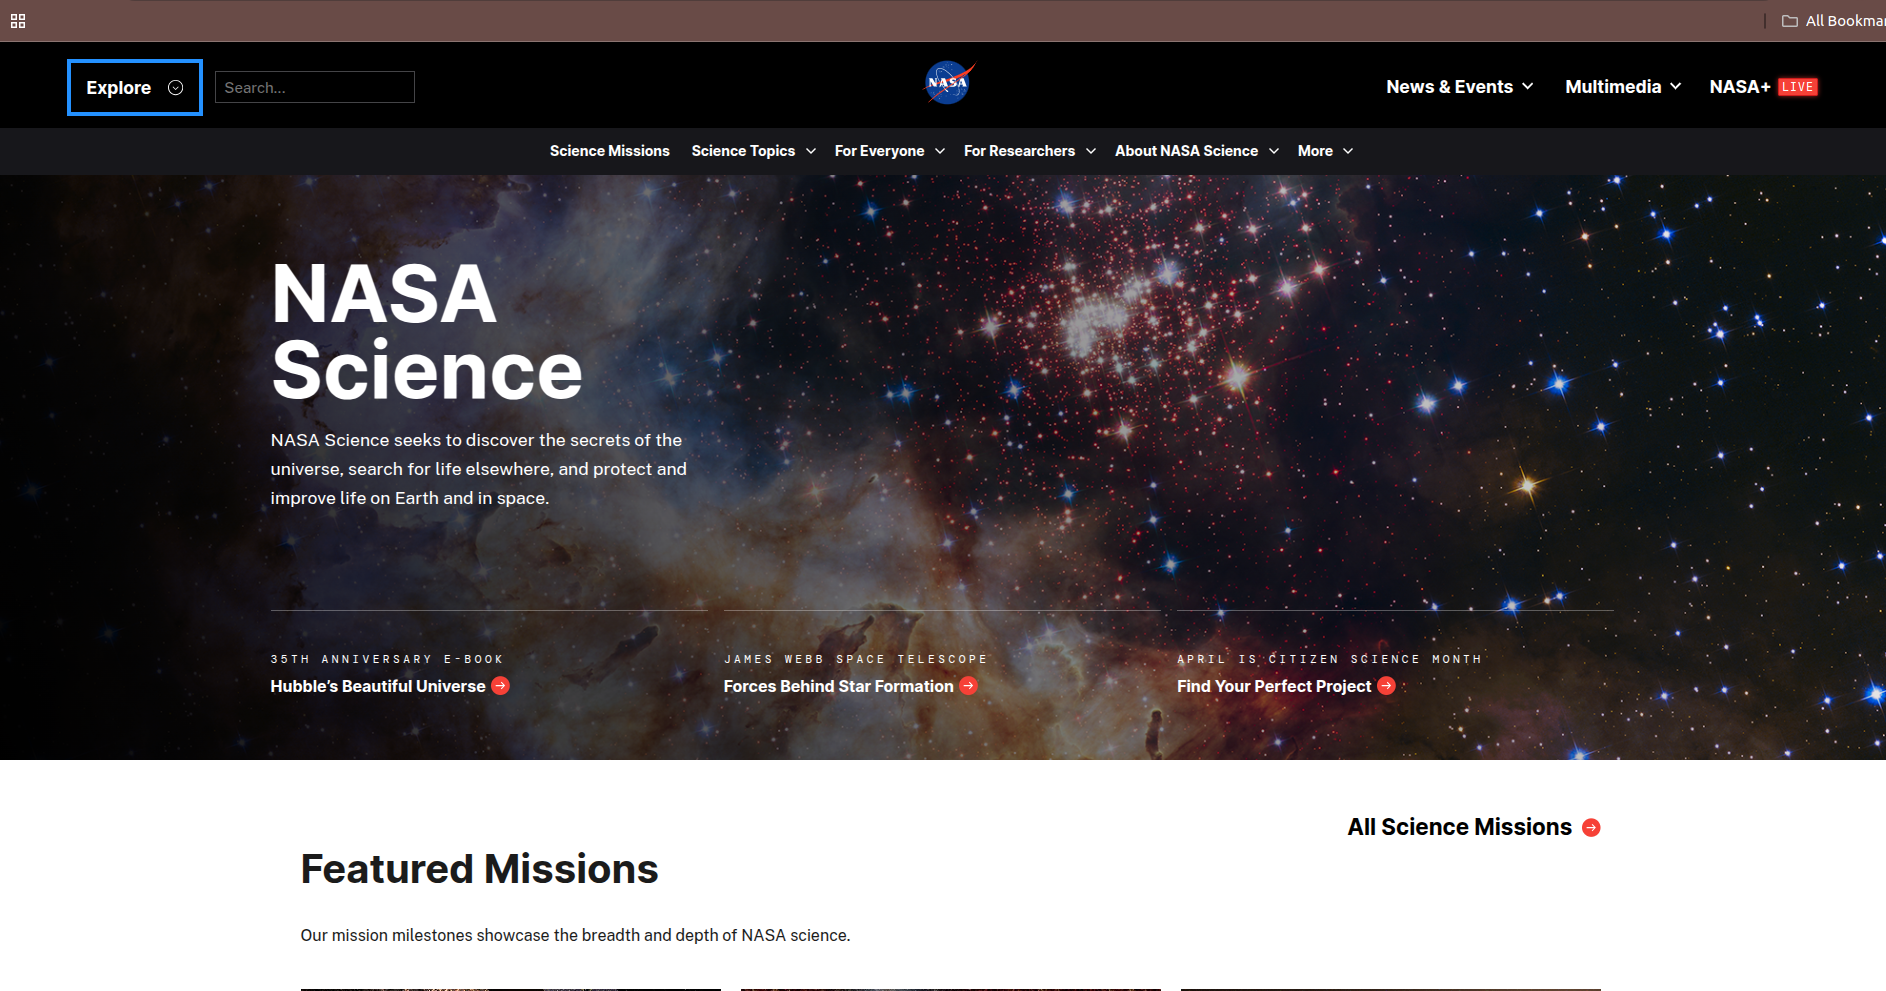 All Bookmar
Explore
Search...
NASA
News & Events
Multimedia
NASA+ LIVE
Science Missions
Science Topics
For Everyone
For Researchers
About NASA Science
More
NASA
Science
NASA Science seeks to discover the secrets of the
universe, search for life elsewhere, and protect and
improve life on Earth and in space.
35TH ANNIVERSARY E-BOOK
Hubble’s Beautiful Universe
JAMES WEBB SPACE TELESCOPE
Forces Behind Star Formation
APRIL IS CITIZEN SCIENCE MONTH
Find Your Perfect Project
All Science Missions
Featured Missions
Our mission milestones showcase the breadth and depth of NASA science.